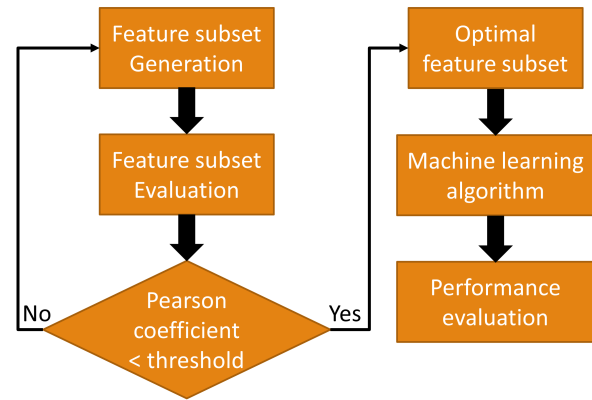 Feature subset
Generation
Feature subset
Evaluation
Pearson
coefficient
< threshold
No
Yes
Optimal
feature subset
Machine learning
algorithm
Performance
evaluation